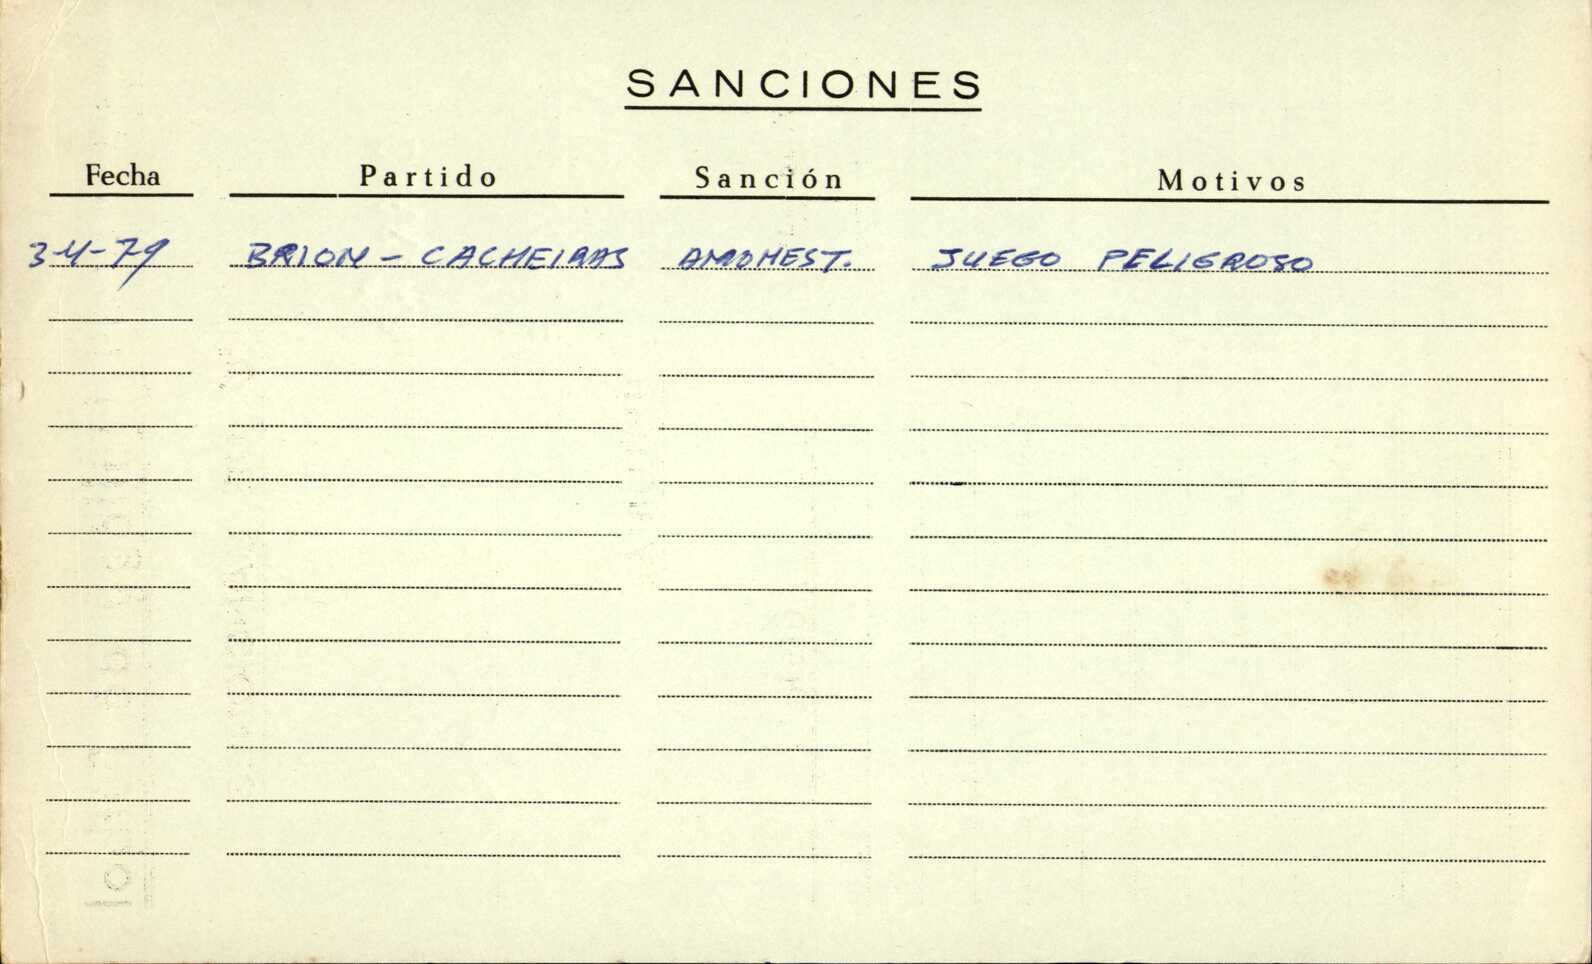 SANCIONES
Fecha Partido Sanción Motivos
3-4-79 BRION - CACHEIRAS AMONEST. JUEGO PELIGROSO